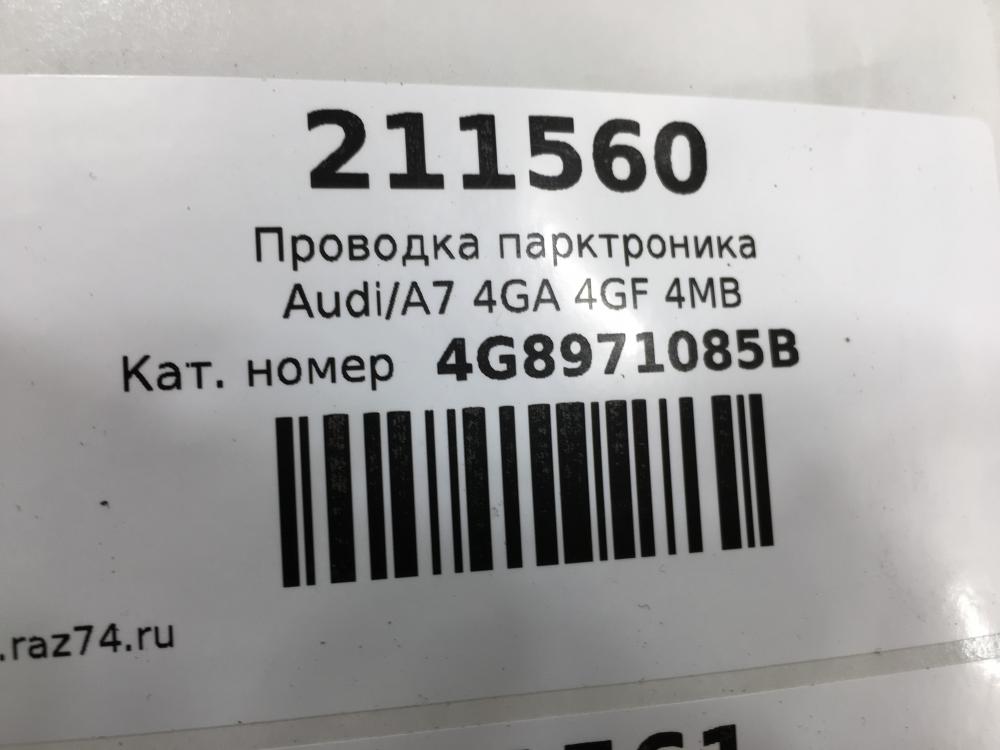 211560
Проводка парктроника
Audi/A7 4GA 4GF 4MB
Кат. номер 4G8971085B
.raz74.ru